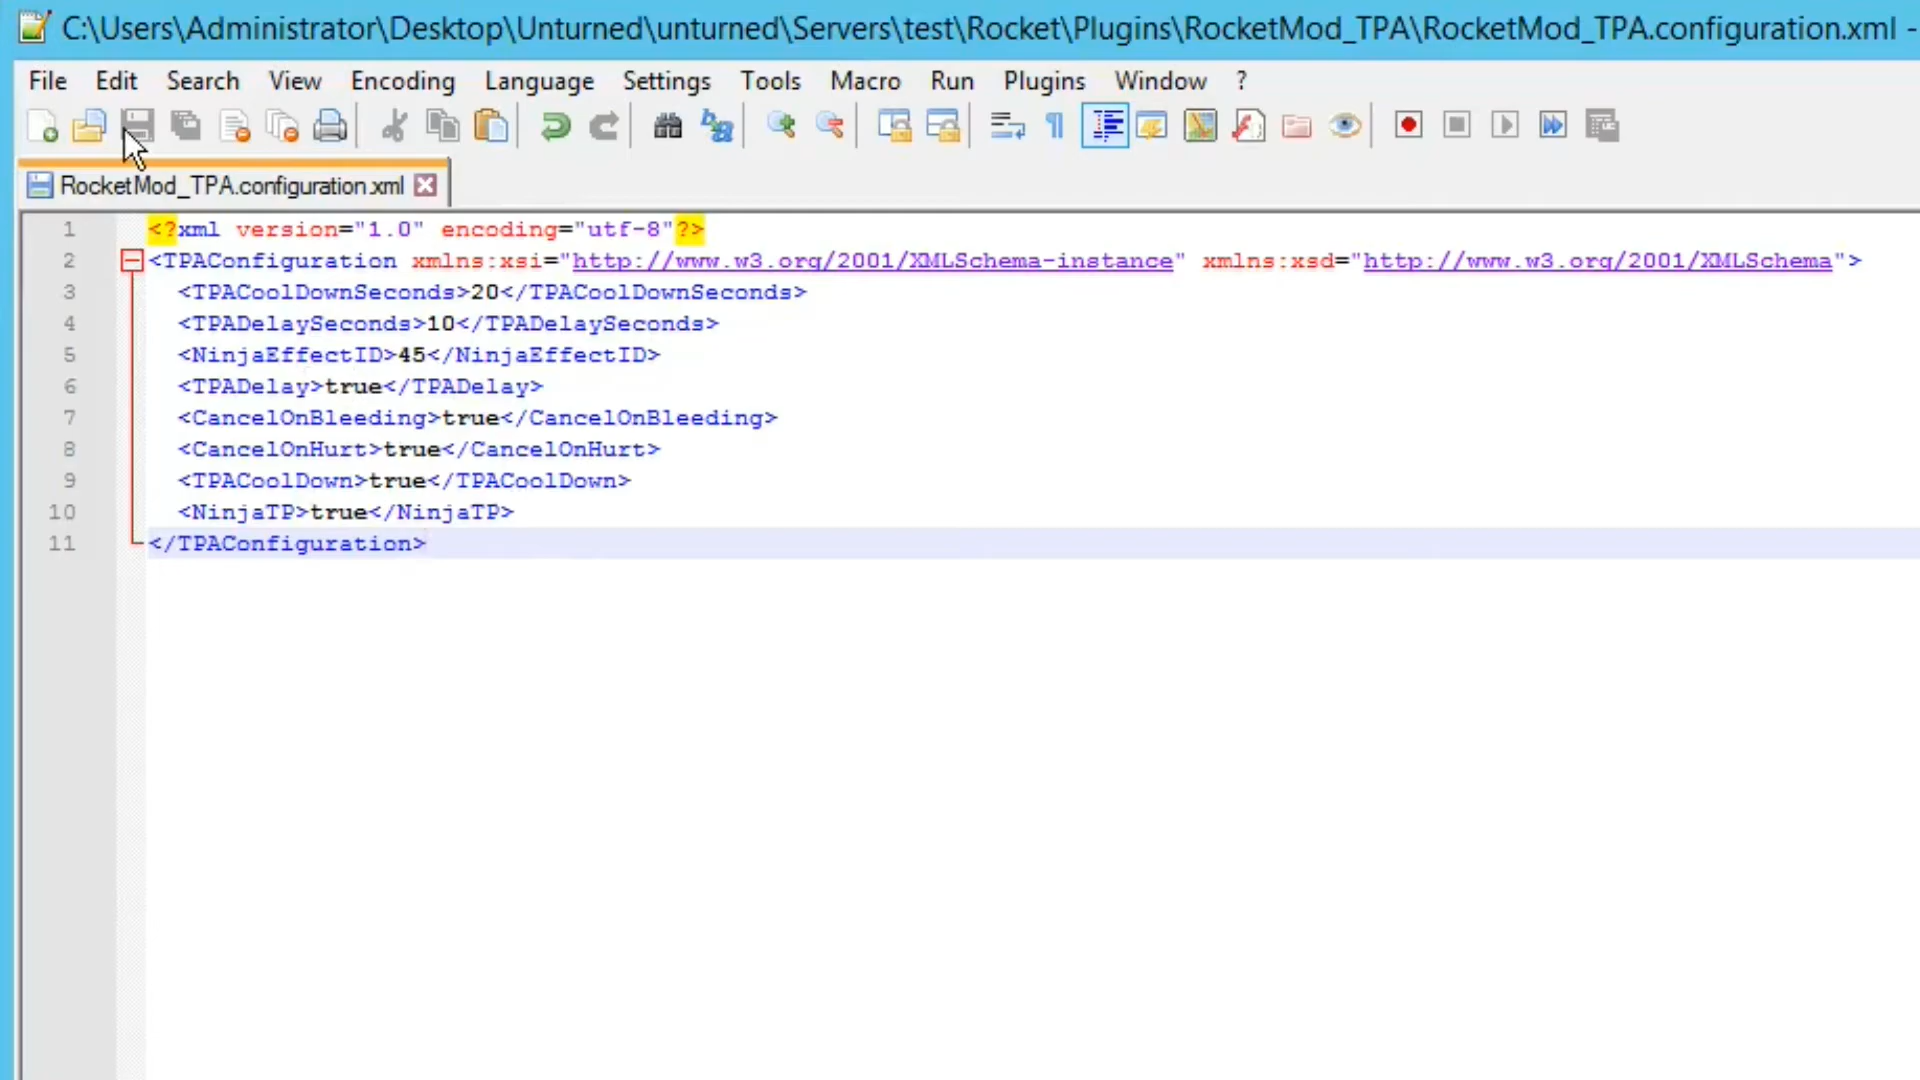 C:\Users\Administrator\Desktop\Unturned\unturned\Servers\test\Rocket\Plugins\RocketMod_TPA\RocketMod_TPA.configuration.xml -
File Edit Search View Encoding Language Settings Tools Macro Run Plugins Window ?
RocketMod_TPA.configuration.xml
1 <?xml version="1.0" encoding="utf-8"?>
2 <TPAConfiguration xmlns:xsi="http://www.w3.org/2001/XMLSchema-instance" xmlns:xsd="http://www.w3.org/2001/XMLSchema">
3 <TPACoolDownSeconds>20</TPACoolDownSeconds>
4 <TPADelaySeconds>10</TPADelaySeconds>
5 <NinjaEffectID>45</NinjaEffectID>
6 <TPADelay>true</TPADelay>
7 <CancelOnBleeding>true</CancelOnBleeding>
8 <CancelOnHurt>true</CancelOnHurt>
9 <TPACoolDown>true</TPACoolDown>
10 <NinjaTP>true</NinjaTP>
11 </TPAConfiguration>